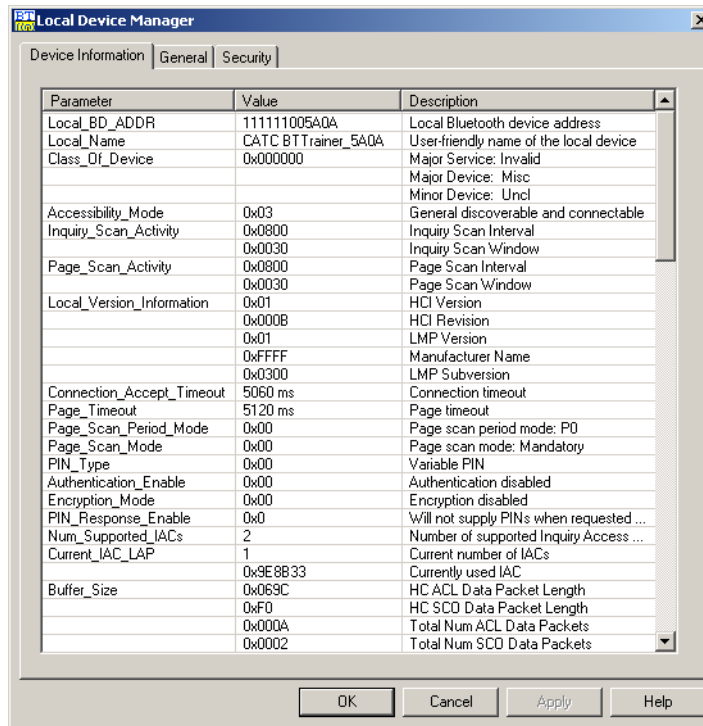 Local Device Manager
Device Information General Security
Parameter Value Description
Local_BD_ADDR 111111005A0A Local Bluetooth device address
Local_Name CATC BTTrainer_5A0A User-friendly name of the local device
Class_Of_Device 0x000000 Major Service: Invalid
Major Device: Misc
Minor Device: Uncl
Accessibility_Mode 0x03 General discoverable and connectable
Inquiry_Scan_Activity 0x0800 Inquiry Scan Interval
0x0030 Inquiry Scan Window
Page_Scan_Activity 0x0800 Page Scan Interval
0x0030 Page Scan Window
Local_Version_Information 0x01 HCI Version
0x000B HCI Revision
0x01 LMP Version
0xFFFF Manufacturer Name
0x0300 LMP Subversion
Connection_Accept_Timeout 5060 ms Connection timeout
Page_Timeout 5120 ms Page timeout
Page_Scan_Period_Mode 0x00 Page scan period mode: P0
Page_Scan_Mode 0x00 Page scan mode: Mandatory
PIN_Type 0x00 Variable PIN
Authentication_Enable 0x00 Authentication disabled
Encryption_Mode 0x00 Encryption disabled
PIN_Response_Enable 0x0 Will not supply PINs when requested ...
Num_Supported_IACs 2 Number of supported Inquiry Access ...
Current_IAC_LAP 1 Current number of IACs
0x9E8B33 Currently used IAC
Buffer_Size 0x069C HC ACL Data Packet Length
0xF0 HC SCO Data Packet Length
0x000A Total Num ACL Data Packets
0x0002 Total Num SCO Data Packets
OK Cancel Apply Help